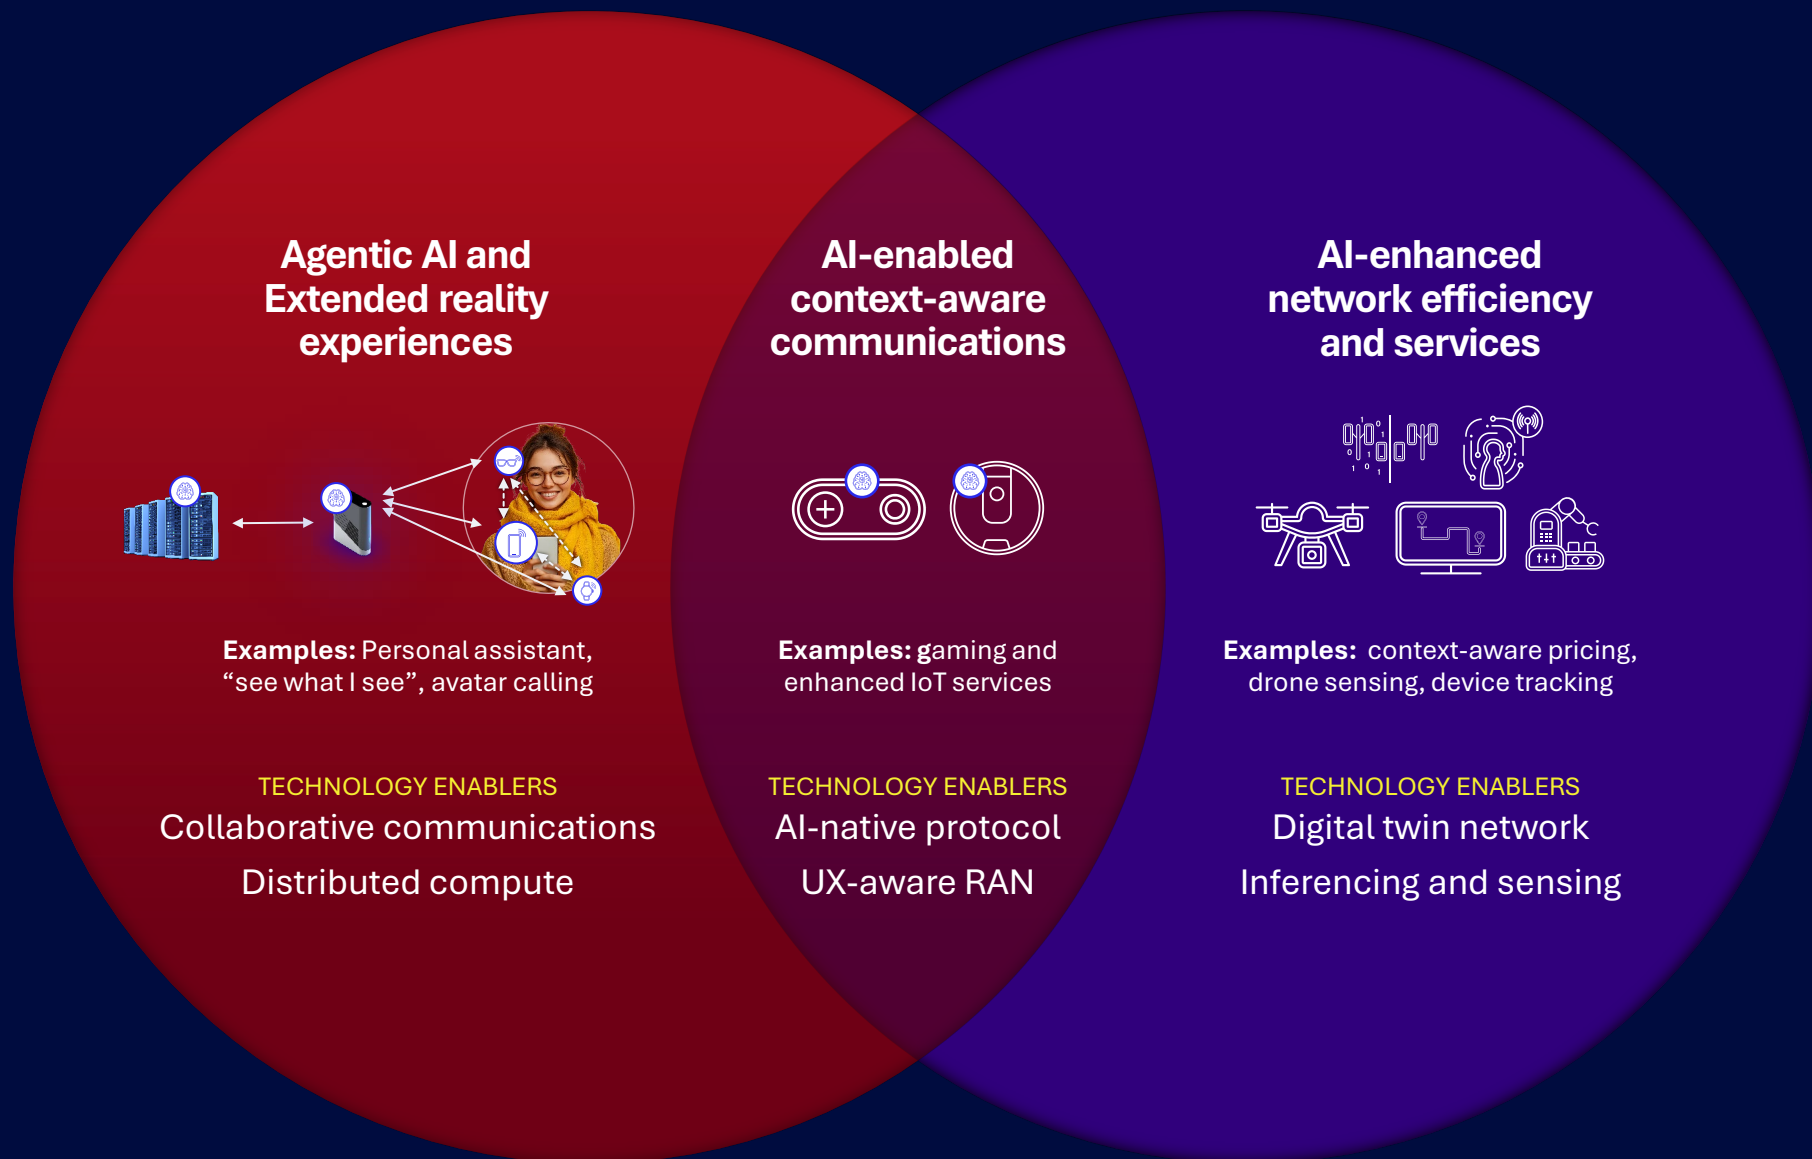 Agentic AI and
Extended reality
experiences
Examples: Personal assistant,
“see what I see”, avatar calling
TECHNOLOGY ENABLERS
Collaborative communications
Distributed compute
AI-enabled
context-aware
communications
Examples: gaming and
enhanced IoT services
TECHNOLOGY ENABLERS
AI-native protocol
UX-aware RAN
AI-enhanced
network efficiency
and services
Examples: context-aware pricing,
drone sensing, device tracking
TECHNOLOGY ENABLERS
Digital twin network
Inferencing and sensing